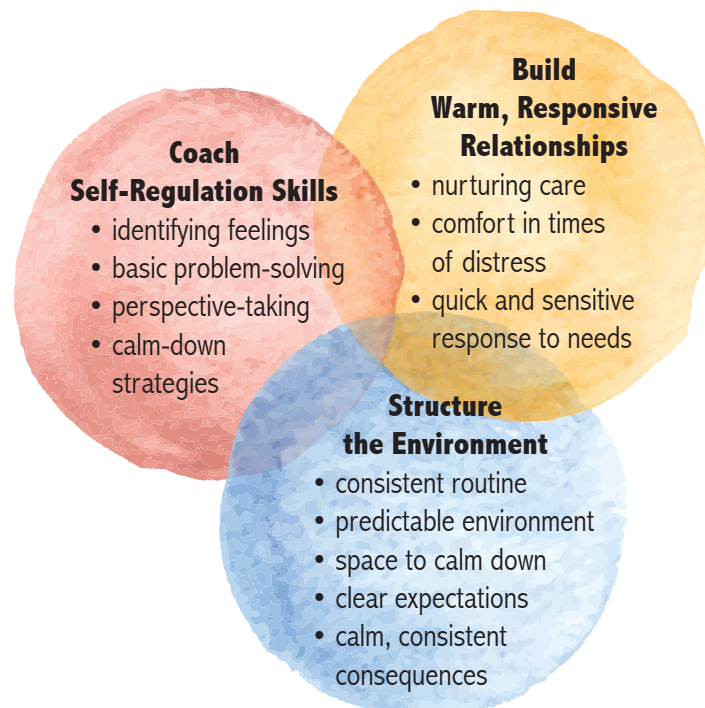 Coach
Self-Regulation Skills
• identifying feelings
• basic problem-solving
• perspective-taking
• calm-down
strategies
Build
Warm, Responsive
Relationships
• nurturing care
• comfort in times
of distress
• quick and sensitive
response to needs
Structure
the Environment
• consistent routine
• predictable environment
• space to calm down
• clear expectations
• calm, consistent
consequences